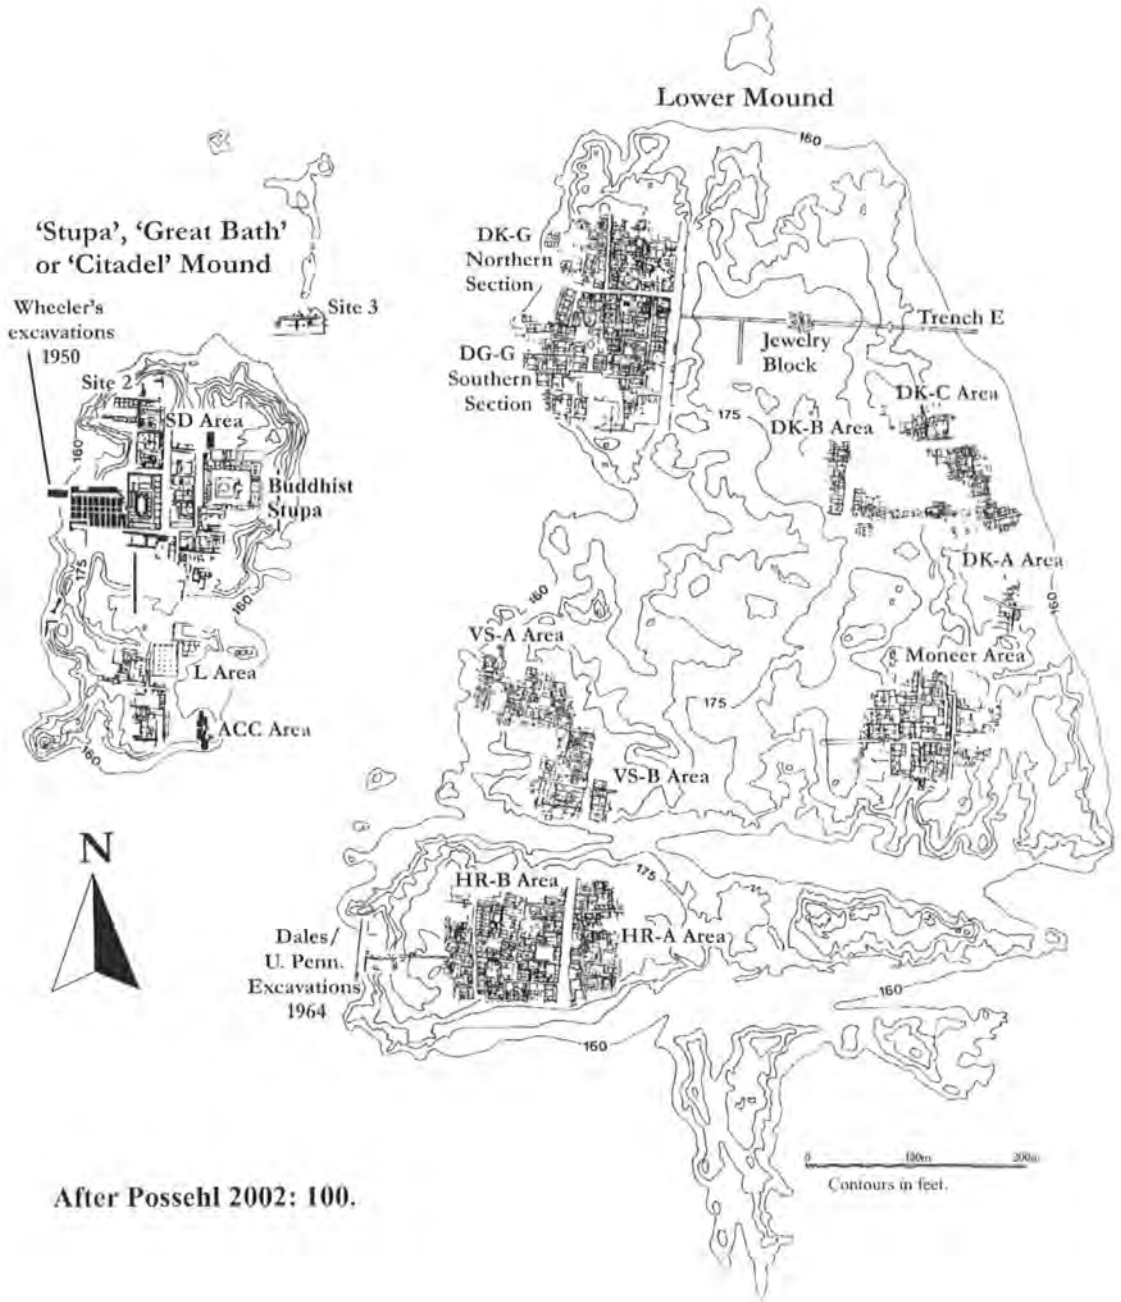 Lower Mound
160
'Stupa', 'Great Bath'
or 'Citadel' Mound
Wheeler's
excavations
1950
Site 3
Site 2
SD Area
160
Buddhist
Stupa
175
160
L Area
ACC Area
160
DK-G
Northern
Section
DG-G
Southern
Section
Trench E
Jewelry
Block
175
DK-C Area
DK-B Area
DK-A Area
160
160
VS-A Area
Moneer Area
175
VS-B Area
N
HR-B Area
175
HR-A Area
Dales/
U. Penn.
Excavations
1964
160
160
0 100m 200m
Contours in feet.
After Possehl 2002: 100.